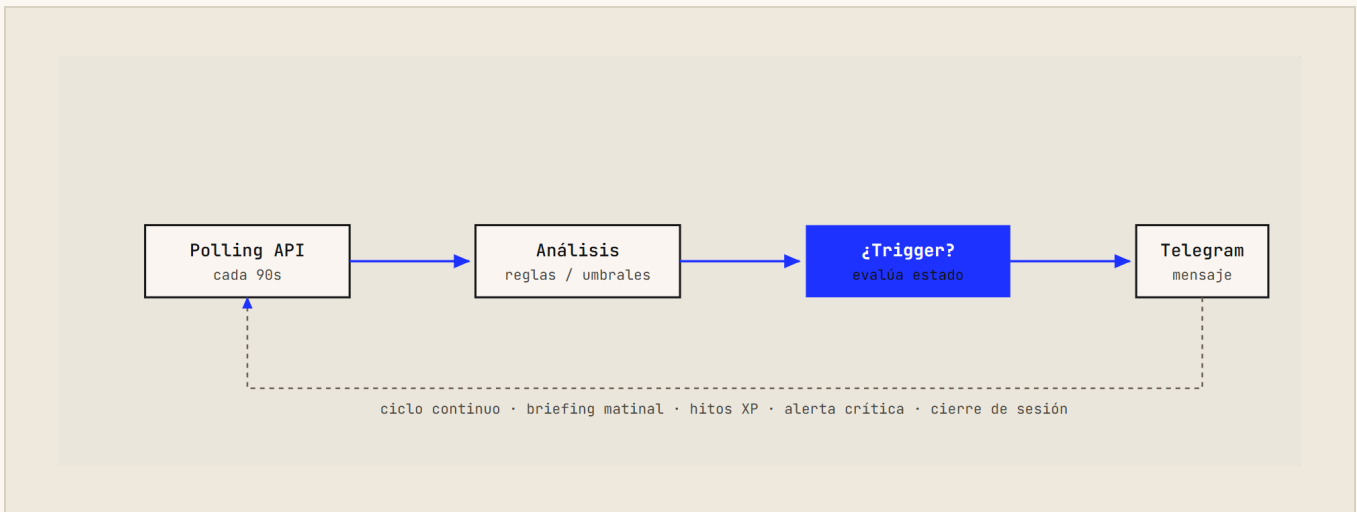 Polling API
cada 90s
Análisis
reglas / umbrales
¿Trigger?
evalúa estado
Telegram
mensaje
ciclo continuo · briefing matinal · hitos XP · alerta crítica · cierre de sesión